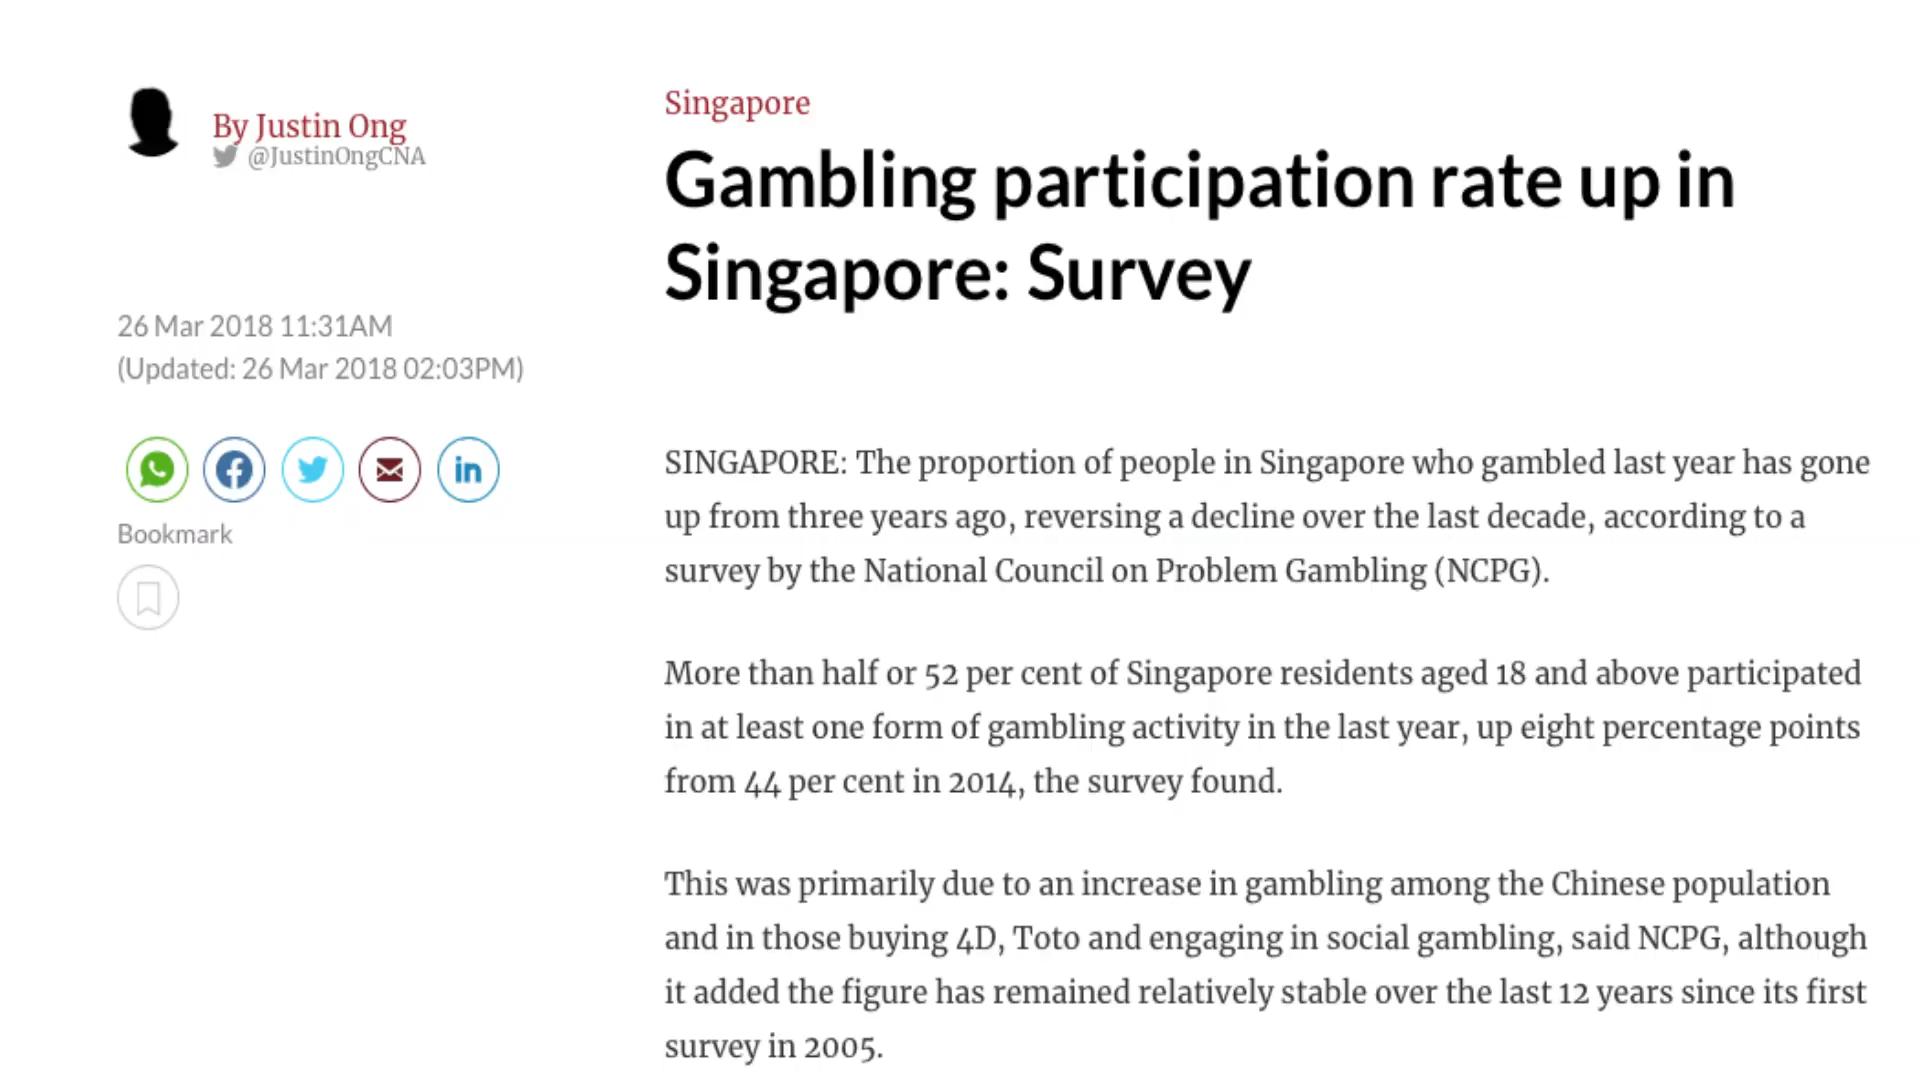 By Justin Ong
@JustinOngCNA
26 Mar 2018 11:31AM
(Updated: 26 Mar 2018 02:03PM)
in
Bookmark
Singapore
Gambling participation rate up in
Singapore: Survey
SINGAPORE: The proportion of people in Singapore who gambled last year has gone
up from three years ago, reversing a decline over the last decade, according to a
survey by the National Council on Problem Gambling (NCPG).
More than half or 52 per cent of Singapore residents aged 18 and above participated
in at least one form of gambling activity in the last year, up eight percentage points
from 44 per cent in 2014, the survey found.
This was primarily due to an increase in gambling among the Chinese population
and in those buying 4D, Toto and engaging in social gambling, said NCPG, although
it added the figure has remained relatively stable over the last 12 years since its first
survey in 2005.